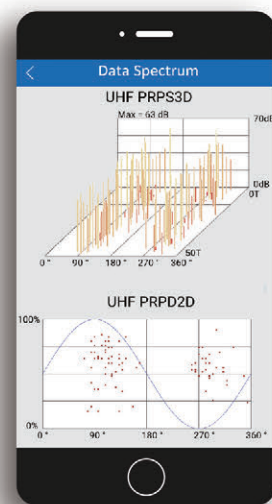 Data Spectrum
UHF PRPS3D
Max = 63 dB
70dB
0dB
0T
50T
0° 90° 180° 270° 360°
UHF PRPD2D
100%
0%
0° 90° 180° 270° 360